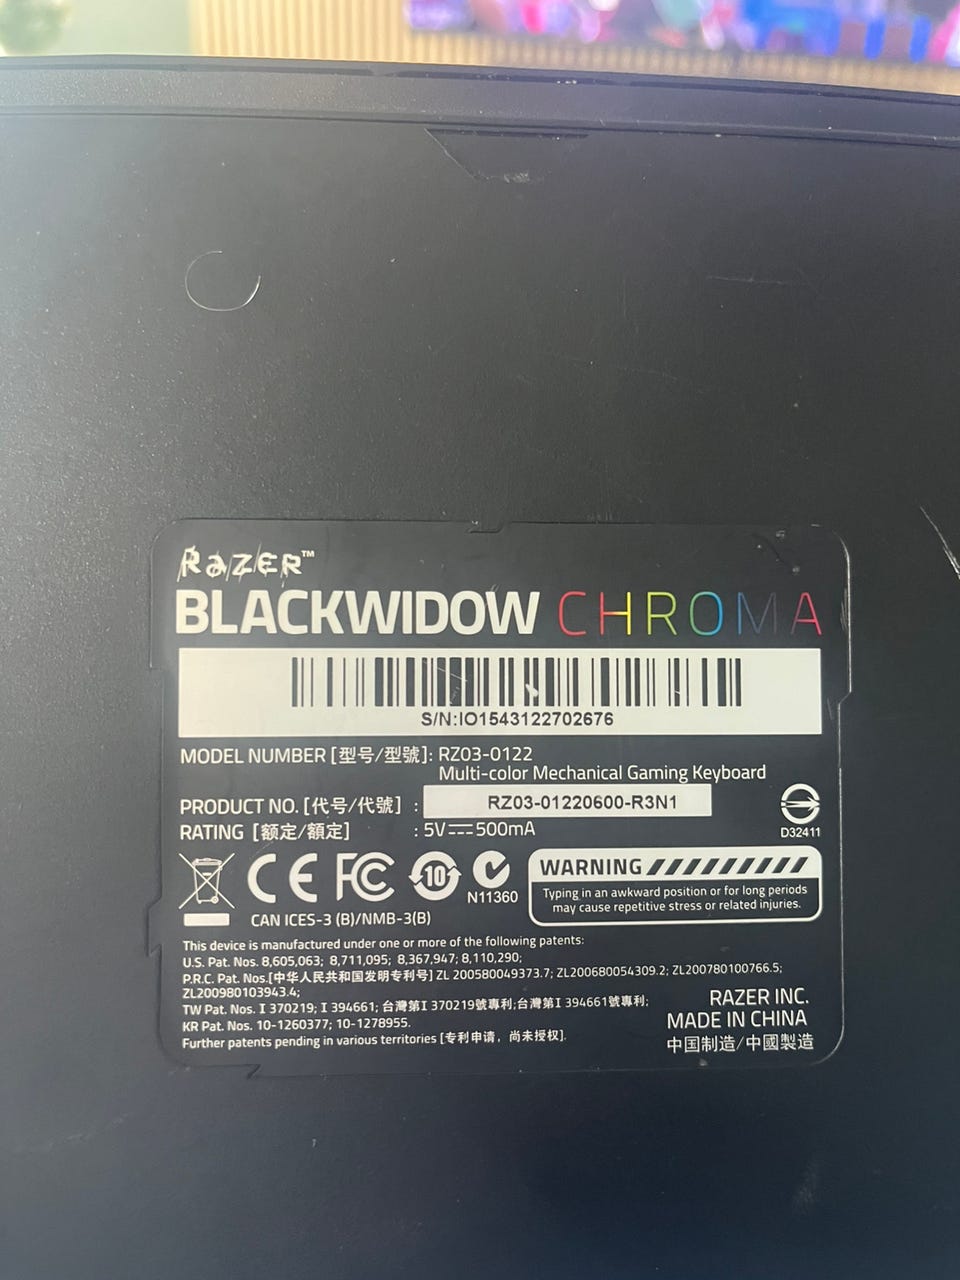 RAZER™
BLACKWIDOW CHROMA
S/N:IO1543122702676
MODEL NUMBER [型号/型號]: RZ03-0122
Multi-color Mechanical Gaming Keyboard
PRODUCT NO. [代号/代號] : RZ03-01220600-R3N1
RATING [额定/額定] : 5V⎓500mA
D32411
CE FC 10 N11360
CAN ICES-3 (B)/NMB-3(B)
WARNING
Typing in an awkward position or for long periods
may cause repetitive stress or related injuries.
This device is manufactured under one or more of the following patents:
U.S. Pat. Nos. 8,605,063; 8,711,095; 8,367,947; 8,110,290;
P.R.C. Pat. Nos.[中华人民共和国发明专利号] ZL 200580049373.7; ZL200680054309.2; ZL200780100766.5;
ZL200980103943.4;
TW Pat. Nos. I 370219; I 394661; 台灣第I 370219號專利;台灣第I 394661號專利;
KR Pat. Nos. 10-1260377; 10-1278955.
Further patents pending in various territories [专利申请，尚未授权].
RAZER INC.
MADE IN CHINA
中国制造/中國製造